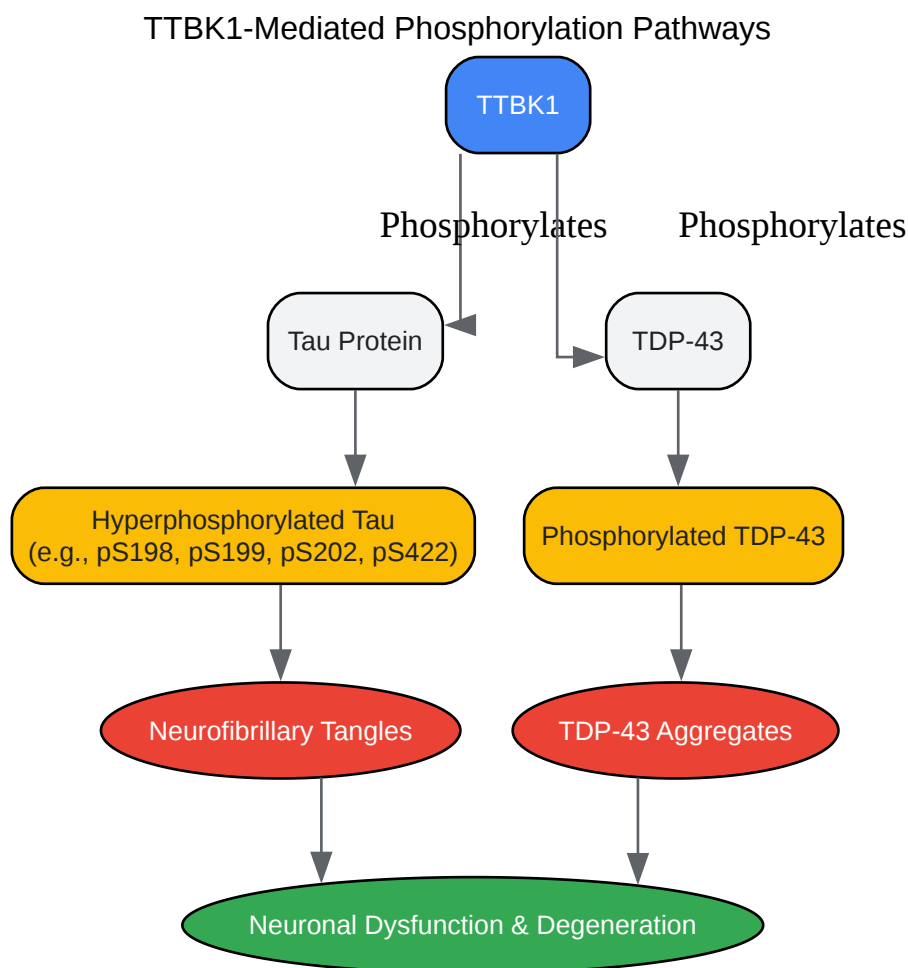 TTBK1-Mediated Phosphorylation Pathways
TTBK1
Phosphorylates
Phosphorylates
Tau Protein
TDP-43
Hyperphosphorylated Tau
(e.g., pS198, pS199, pS202, pS422)
Phosphorylated TDP-43
Neurofibrillary Tangles
TDP-43 Aggregates
Neuronal Dysfunction & Degeneration